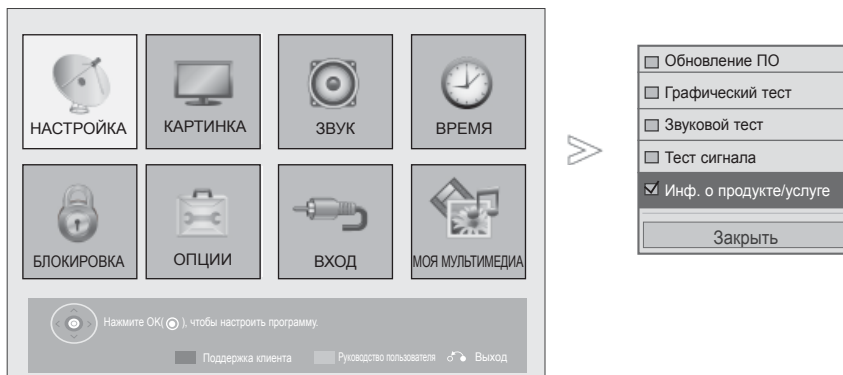 НАСТРОЙКА
КАРТИНКА
ЗВУК
ВРЕМЯ
БЛОКИРОВКА
ОПЦИИ
ВХОД
МОЯ МУЛЬТИМЕДИА
Нажмите OK( ), чтобы настроить программу.
Поддержка клиента Руководство пользователя Выход
Обновление ПО
Графический тест
Звуковой тест
Тест сигнала
Инф. о продукте/услуге
Закрыть